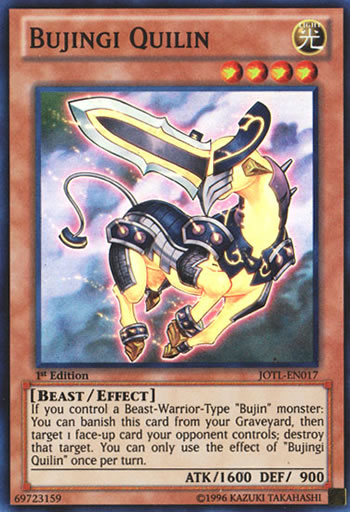 Bujingi Quilin
LIGHT
光
1st Edition
JOTL-EN017
[Beast/Effect]
If you control a Beast-Warrior-Type "Bujin" monster:
You can banish this card from your Graveyard, then
target 1 face-up card your opponent controls; destroy
that target. You can only use the effect of "Bujingi
Quilin" once per turn.
ATK/1600 DEF/ 900
69723159
©1996 KAZUKI TAKAHASHI